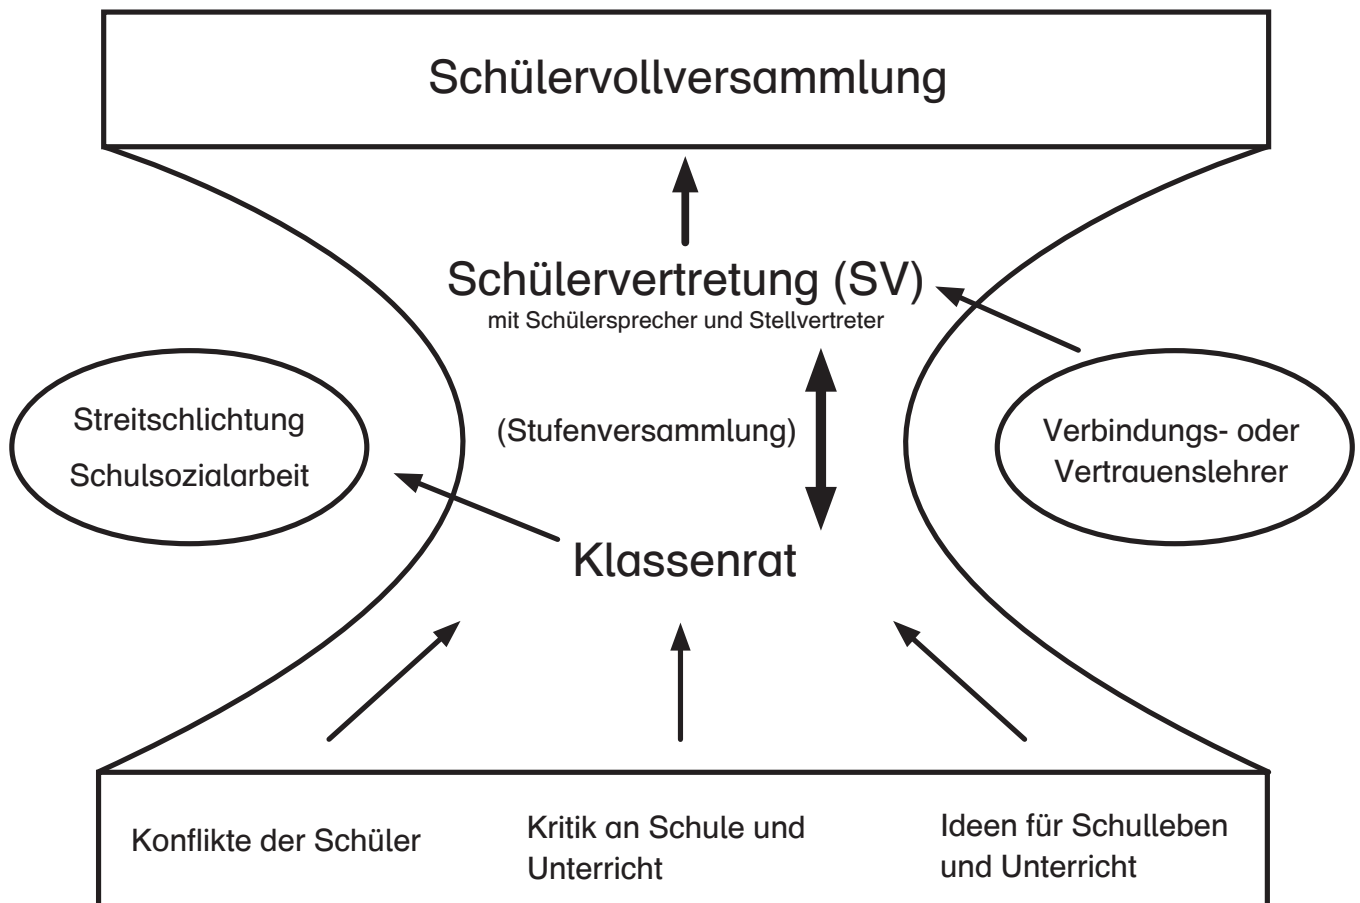 Schülervollversammlung
Schülervertretung (SV)
mit Schülersprecher und Stellvertreter
Streitschlichtung
Schulsozialarbeit
(Stufenversammlung)
Verbindungs- oder
Vertrauenslehrer
Klassenrat
Konflikte der Schüler
Kritik an Schule und
Unterricht
Ideen für Schulleben
und Unterricht